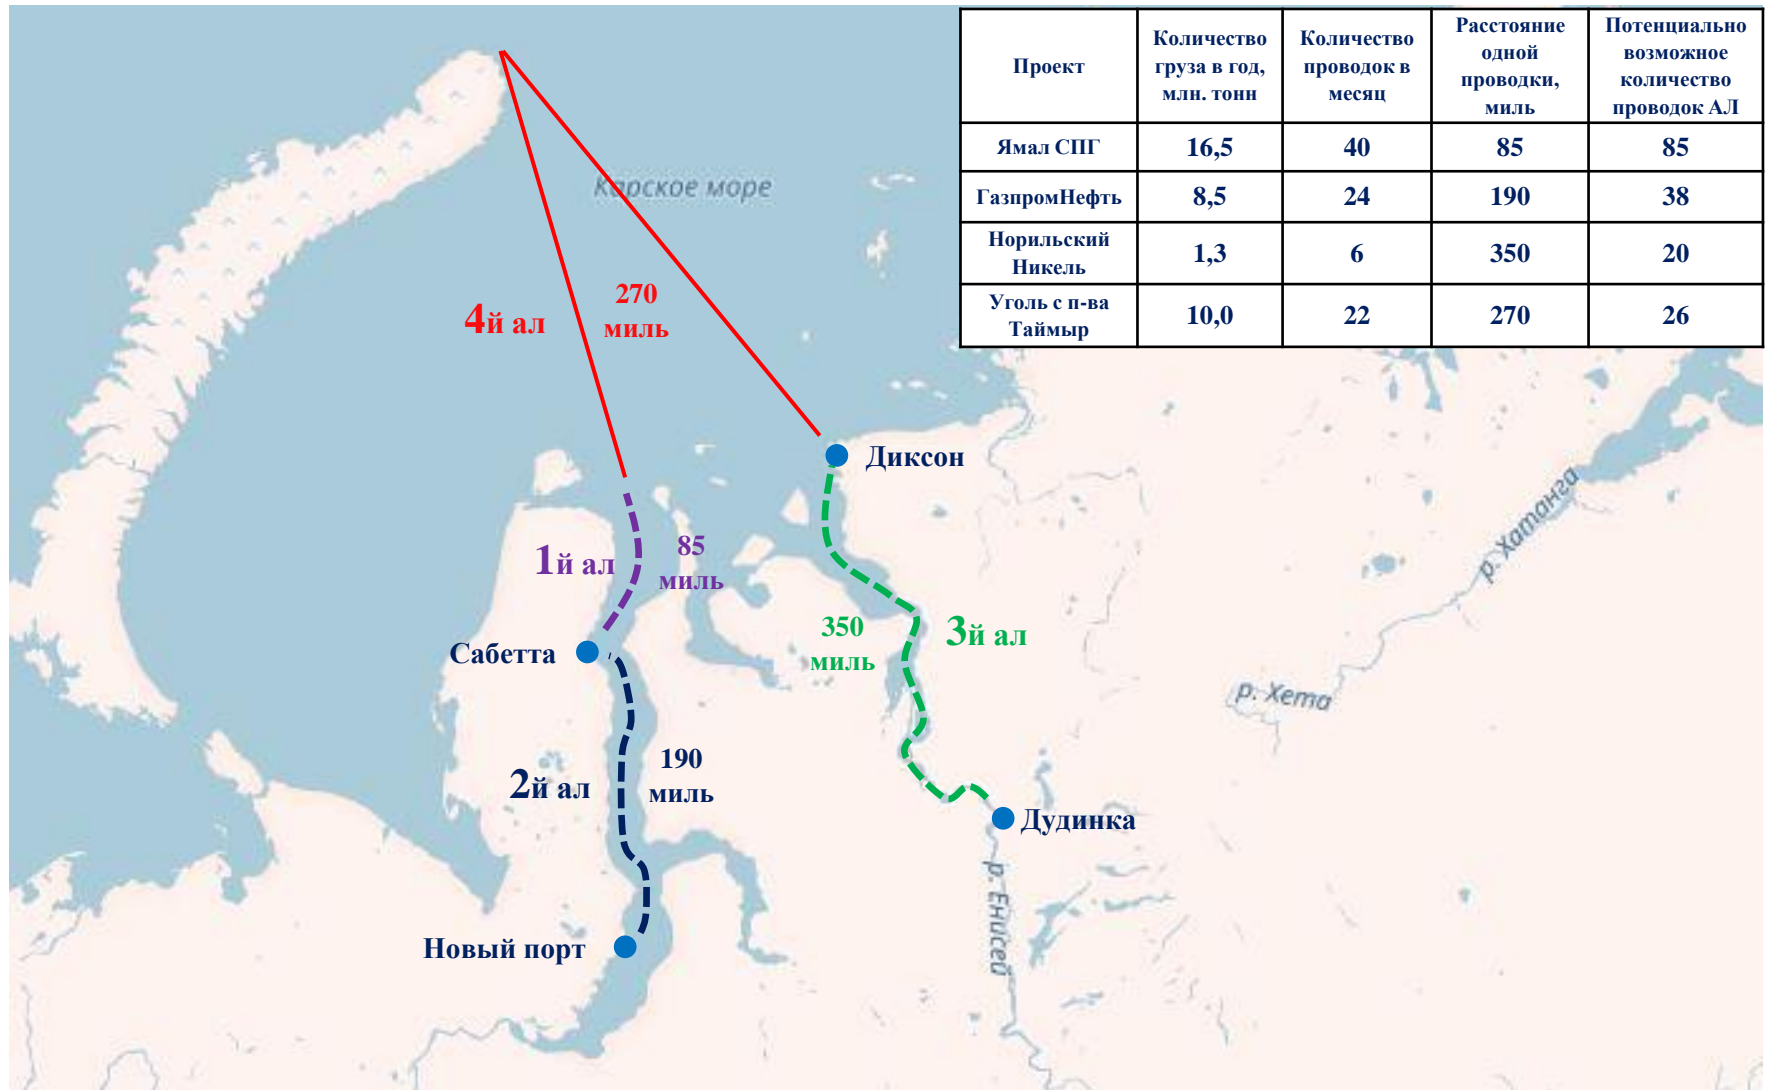 Проект
Количество
груза в год,
млн. тонн
Количество
проводок в
месяц
Расстояние
одной
проводки,
миль
Потенциально
возможное
количество
проводок АЛ
Ямал СПГ
16,5
40
85
85
ГазпромНефть
8,5
24
190
38
Норильский
Никель
1,3
6
350
20
Уголь с п-ва
Таймыр
10,0
22
270
26
Карское море
4й ал
270
миль
Диксон
1й ал
85
миль
р. Хатанга
350
миль
3й ал
Сабетта
р. Хета
2й ал
190
миль
Дудинка
р. Енисей
Новый порт